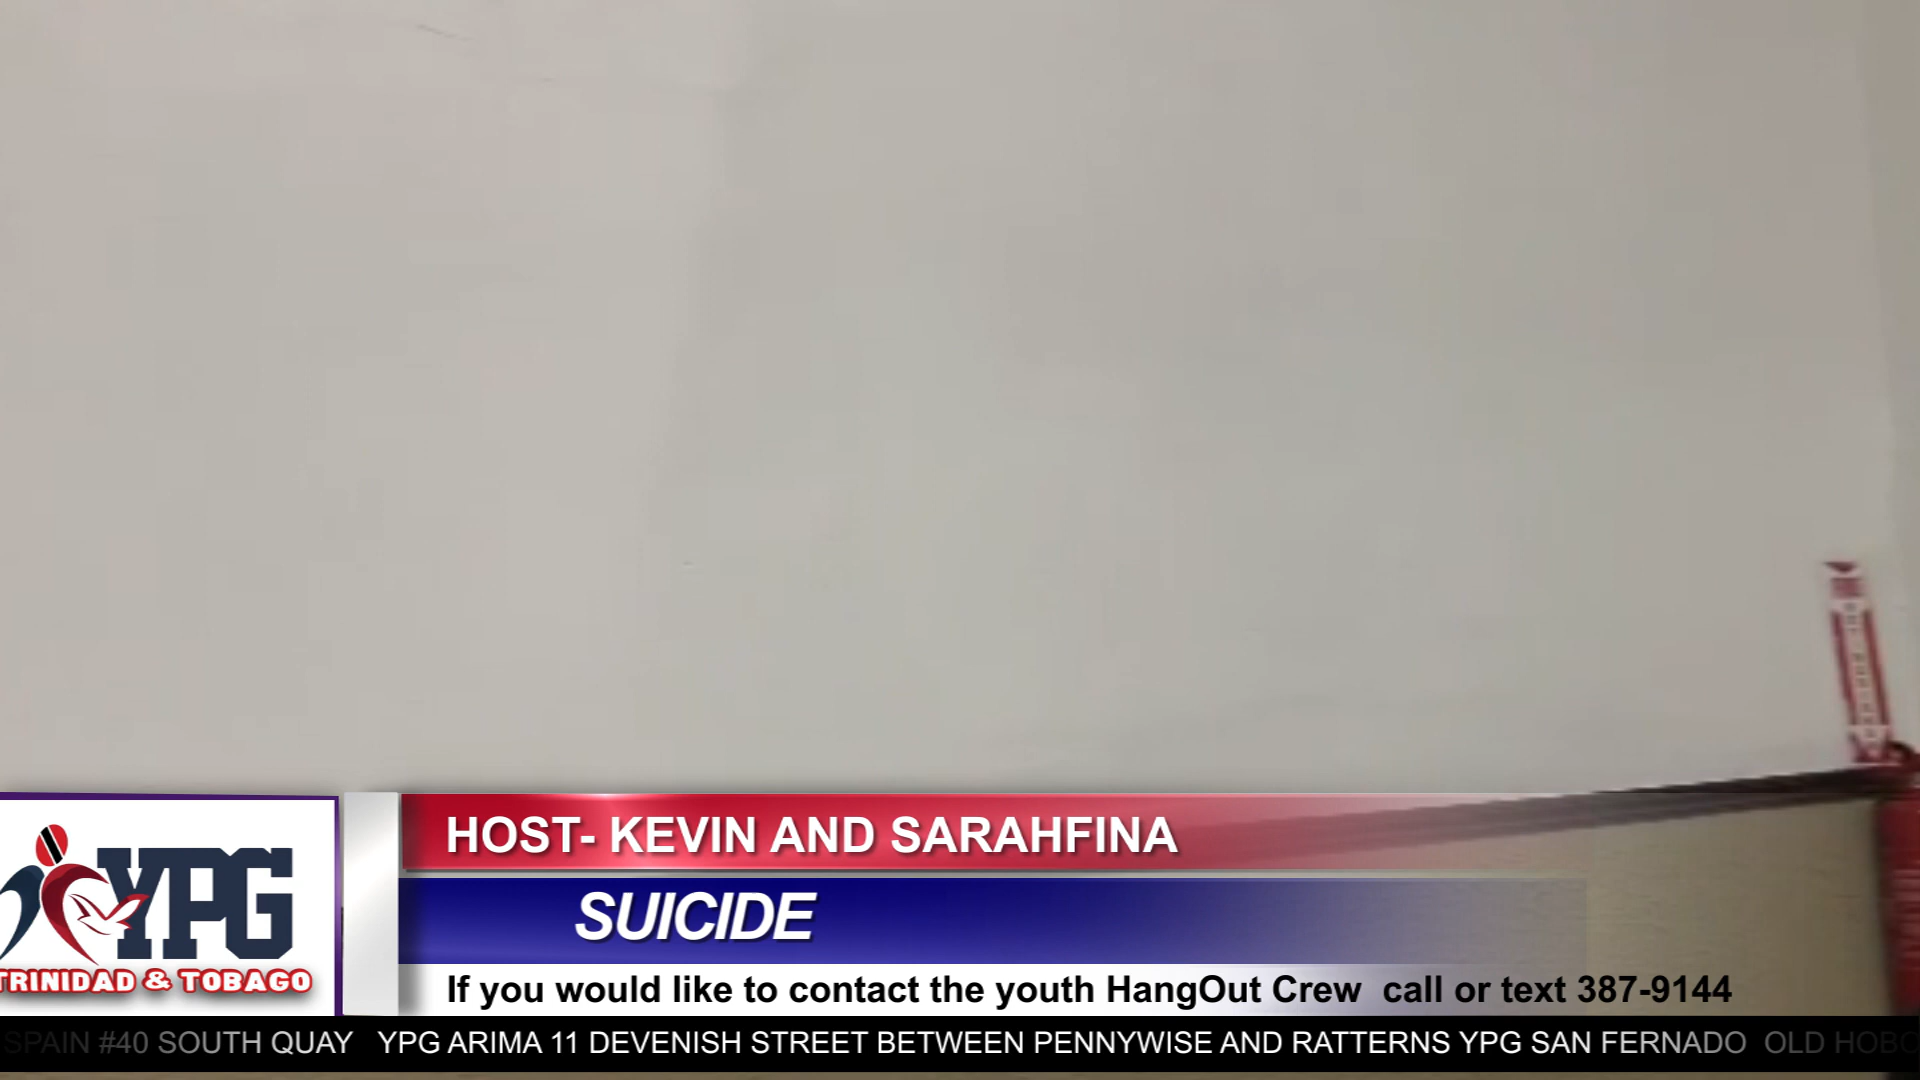 HOST- KEVIN AND SARAHFINA
SUICIDE
YPG
TRINIDAD & TOBAGO
If you would like to contact the youth HangOut Crew call or text 387-9144
SPAIN #40 SOUTH QUAY YPG ARIMA 11 DEVENISH STREET BETWEEN PENNYWISE AND RATTERNS YPG SAN FERNADO OLD HOBO